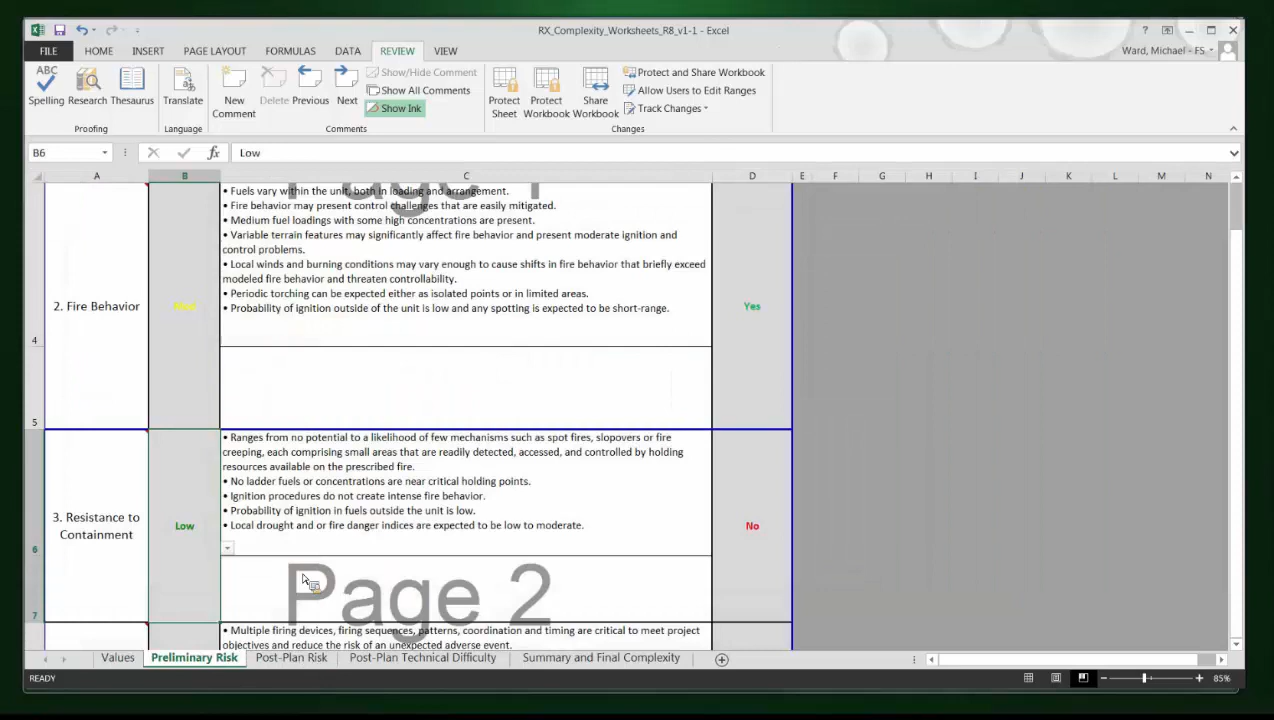 RX_Complexity_Worksheets_R8_v1-1 - Excel
FILE HOME INSERT PAGE LAYOUT FORMULAS DATA REVIEW VIEW
Ward, Michael - FS.
ABC
Spelling Research Thesaurus
Proofing
Translate
Language
New Comment Delete Previous Next
Show/Hide Comment
Show All Comments
Show Ink
Comments
Protect Sheet Protect Workbook Share Workbook
Protect and Share Workbook
Allow Users to Edit Ranges
Track Changes
Changes
B6 fx Low
A B C D E F G H I J K L M N
• Fuels vary within the unit, both in loading and arrangement.
• Fire behavior may present control challenges that are easily mitigated.
• Medium fuel loadings with some high concentrations are present.
• Variable terrain features may significantly affect fire behavior and present moderate ignition and
control problems.
• Local winds and burning conditions may vary enough to cause shifts in fire behavior that briefly exceed
modeled fire behavior and threaten controllability.
• Periodic torching can be expected either as isolated points or in limited areas.
• Probability of ignition outside of the unit is low and any spotting is expected to be short-range.
2. Fire Behavior
Yes
4
5
• Ranges from no potential to a likelihood of few mechanisms such as spot fires, slopovers or fire
creeping, each comprising small areas that are readily detected, accessed, and controlled by holding
resources available on the prescribed fire.
• No ladder fuels or concentrations are near critical holding points.
• Ignition procedures do not create intense fire behavior.
• Probability of ignition in fuels outside the unit is low.
• Local drought and or fire danger indices are expected to be low to moderate.
3. Resistance to
Containment
Low
No
6
Page 2
7
• Multiple firing devices, firing sequences, patterns, coordination and timing are critical to meet project
objectives and reduce the risk of an unexpected adverse event.
Values Preliminary Risk Post-Plan Risk Post-Plan Technical Difficulty Summary and Final Complexity
READY
85%